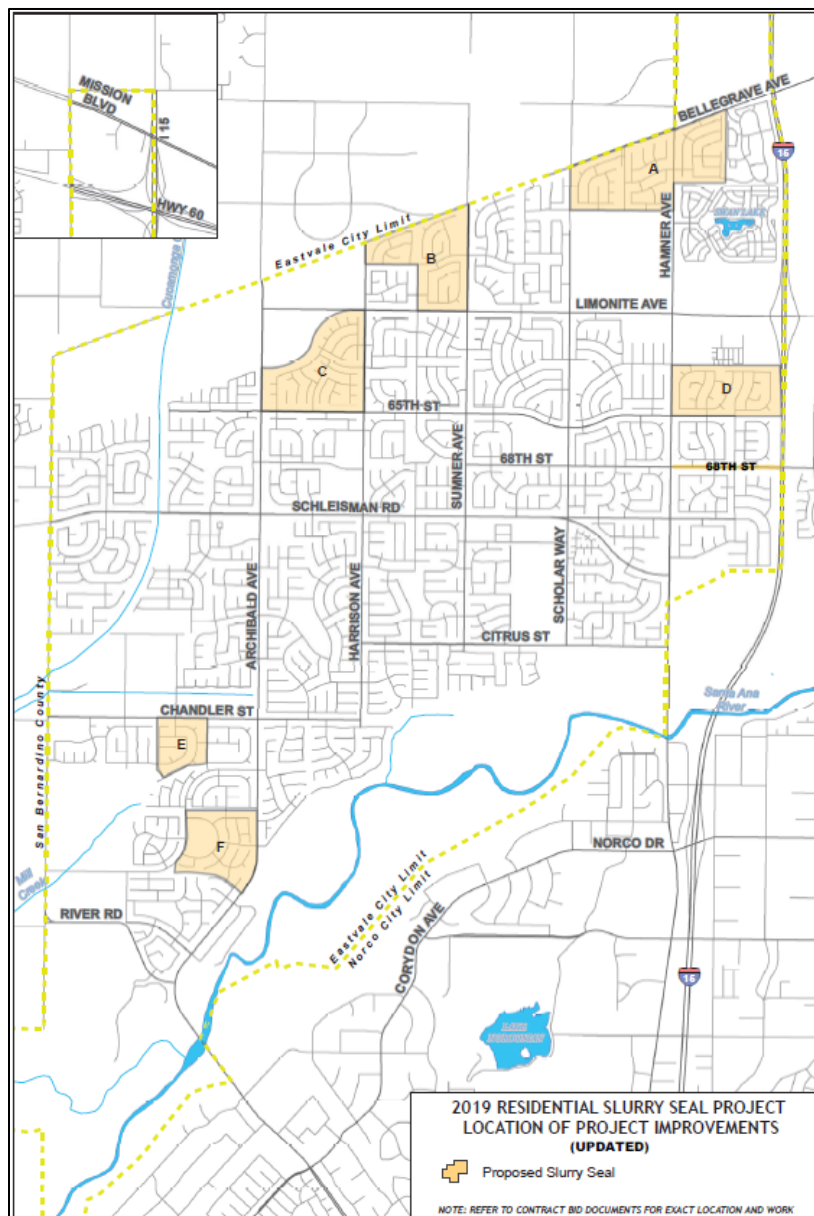 MISSION
BLVD
I 15
HWY 60
BELLEGRAVE AVE
15
A
HAMNER AVE
SWAN LAKE
Eastvale City Limit
B
LIMONITE AVE
C
D
65TH ST
SUMNER AVE
68TH ST
68TH ST
SCHLEISMAN RD
ARCHIBALD AVE
HARRISON AVE
SCHOLAR WAY
CITRUS ST
San Bernardino County
Santa Ana
River
CHANDLER ST
E
F
NORCO DR
Mill
Creek
RIVER RD
Eastvale City Limit
Norco City Limit
CORYDON AVE
15
LAKE
2019 RESIDENTIAL SLURRY SEAL PROJECT
LOCATION OF PROJECT IMPROVEMENTS
(UPDATED)
Proposed Slurry Seal
NOTE: REFER TO CONTRACT BID DOCUMENTS FOR EXACT LOCATION AND WORK